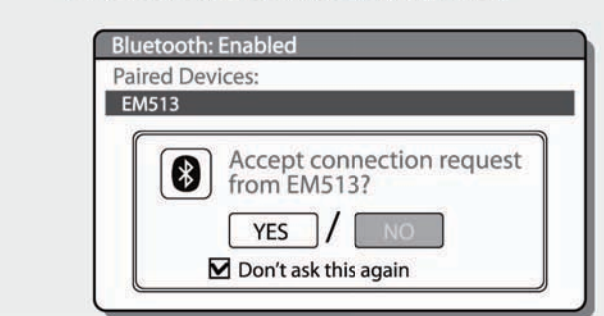 Bluetooth: Enabled
Paired Devices:
EM513
Accept connection request
from EM513?
YES / NO
Don't ask this again